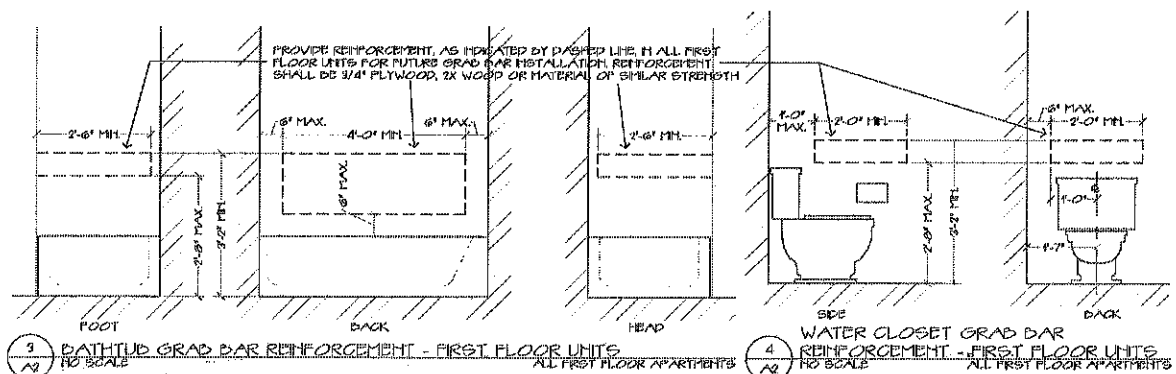 PROVIDE REINFORCEMENT, AS INDICATED BY DASHED LINE, IN ALL FIRST
FLOOR UNITS FOR FUTURE GRAB BAR INSTALLATION. REINFORCEMENT
SHALL BE 3/4" PLYWOOD, 2X WOOD OR MATERIAL OF SIMILAR STRENGTH
2'-6" MIN.
6" MAX.
4'-0" MIN.
6" MAX.
2'-6" MIN.
6" MAX.
2'-8" MAX.
3'-2" MIN.
FOOT
BACK
HEAD
3
A2
BATHTUB GRAB BAR REINFORCEMENT - FIRST FLOOR UNITS
NO SCALE
ALL FIRST FLOOR APARTMENTS
1'-0"
MAX.
2'-0" MIN.
6" MAX.
2'-0" MIN.
2'-8" MAX.
3'-2" MIN.
1'-0"
1'-7"
SIDE
BACK
4
A2
WATER CLOSET GRAB BAR
REINFORCEMENT - FIRST FLOOR UNITS
NO SCALE
ALL FIRST FLOOR APARTMENTS